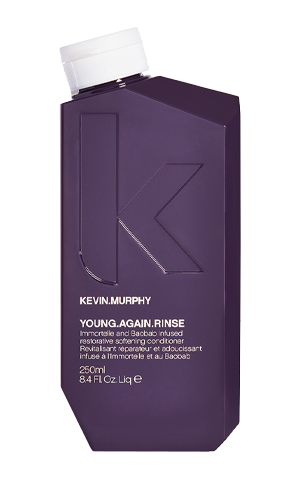 K
KEVIN.MURPHY
YOUNG.AGAIN.RINSE
Immortelle and Baobab infused
restorative softening conditioner
Revitalisant réparateur et adoucissant
infuse à l'Immortelle et au Baobab
250ml
8.4 Fl. Oz. Liq ℮